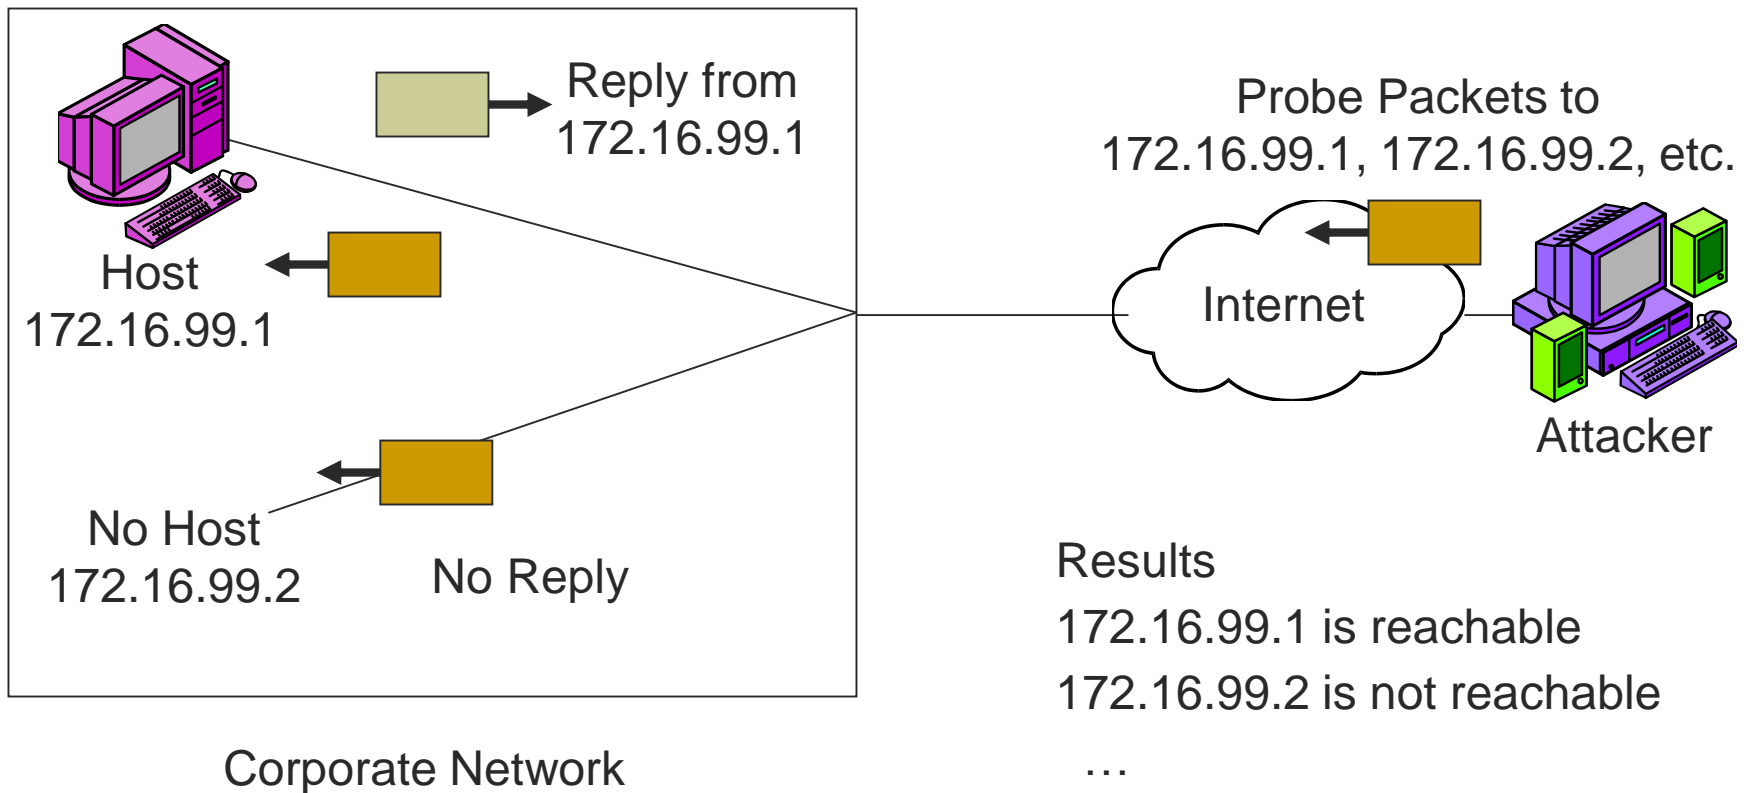 Reply from
172.16.99.1
Probe Packets to
172.16.99.1, 172.16.99.2, etc.
Host
172.16.99.1
Internet
Attacker
No Host
172.16.99.2
No Reply
Results
172.16.99.1 is reachable
172.16.99.2 is not reachable
…
Corporate Network